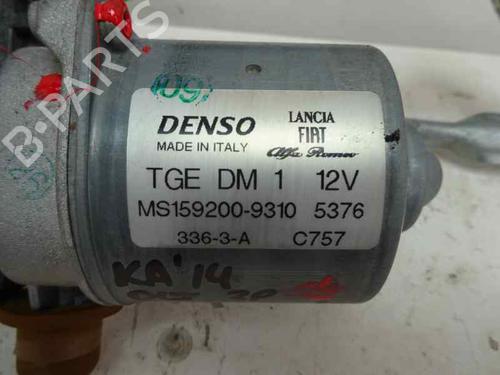 09
DENSO
MADE IN ITALY
LANCIA
FIAT
Alfa Romeo
TGE DM 1 12V
MS159200-9310 5376
336-3-A C757
KA'14
B-PARTS